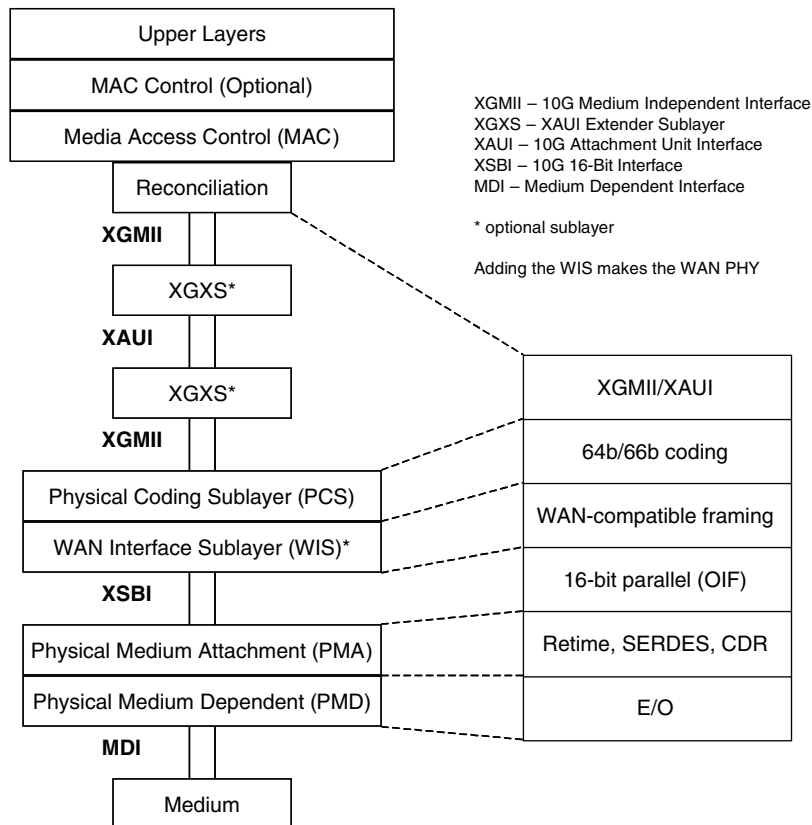 Upper Layers
MAC Control (Optional)
Media Access Control (MAC)
Reconciliation
XGMII
XGXS*
XAUI
XGXS*
XGMII
Physical Coding Sublayer (PCS)
WAN Interface Sublayer (WIS)*
XSBI
Physical Medium Attachment (PMA)
Physical Medium Dependent (PMD)
MDI
Medium
XGMII – 10G Medium Independent Interface
XGXS – XAUI Extender Sublayer
XAUI – 10G Attachment Unit Interface
XSBI – 10G 16-Bit Interface
MDI – Medium Dependent Interface
* optional sublayer
Adding the WIS makes the WAN PHY
XGMII/XAUI
64b/66b coding
WAN-compatible framing
16-bit parallel (OIF)
Retime, SERDES, CDR
E/O